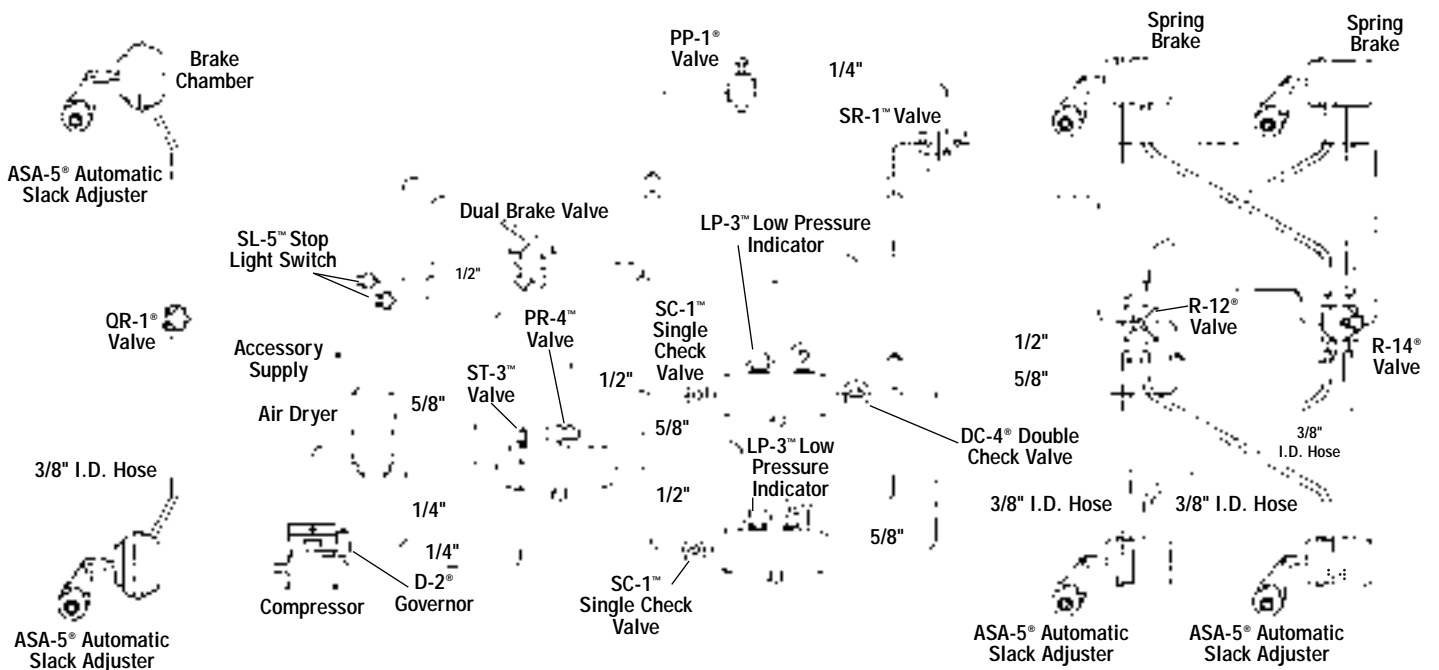 Brake
Chamber
ASA-5® Automatic
Slack Adjuster
PP-1®
Valve
1/4"
SR-1™ Valve
Spring
Brake
Spring
Brake
SL-5™ Stop
Light Switch
Dual Brake Valve
1/2"
LP-3™ Low Pressure
Indicator
QR-1®
Valve
Accessory
Supply
Air Dryer
5/8"
ST-3™
Valve
PR-4™
Valve
1/2"
SC-1™
Single
Check
Valve
5/8"
R-12®
Valve
R-14®
Valve
1/2"
5/8"
DC-4® Double
Check Valve
3/8"
I.D. Hose
3/8" I.D. Hose
1/4"
1/4"
1/2"
LP-3™ Low
Pressure
Indicator
5/8"
3/8" I.D. Hose
3/8" I.D. Hose
Compressor
D-2®
Governor
SC-1™
Single Check
Valve
ASA-5® Automatic
Slack Adjuster
ASA-5® Automatic
Slack Adjuster
ASA-5® Automatic
Slack Adjuster